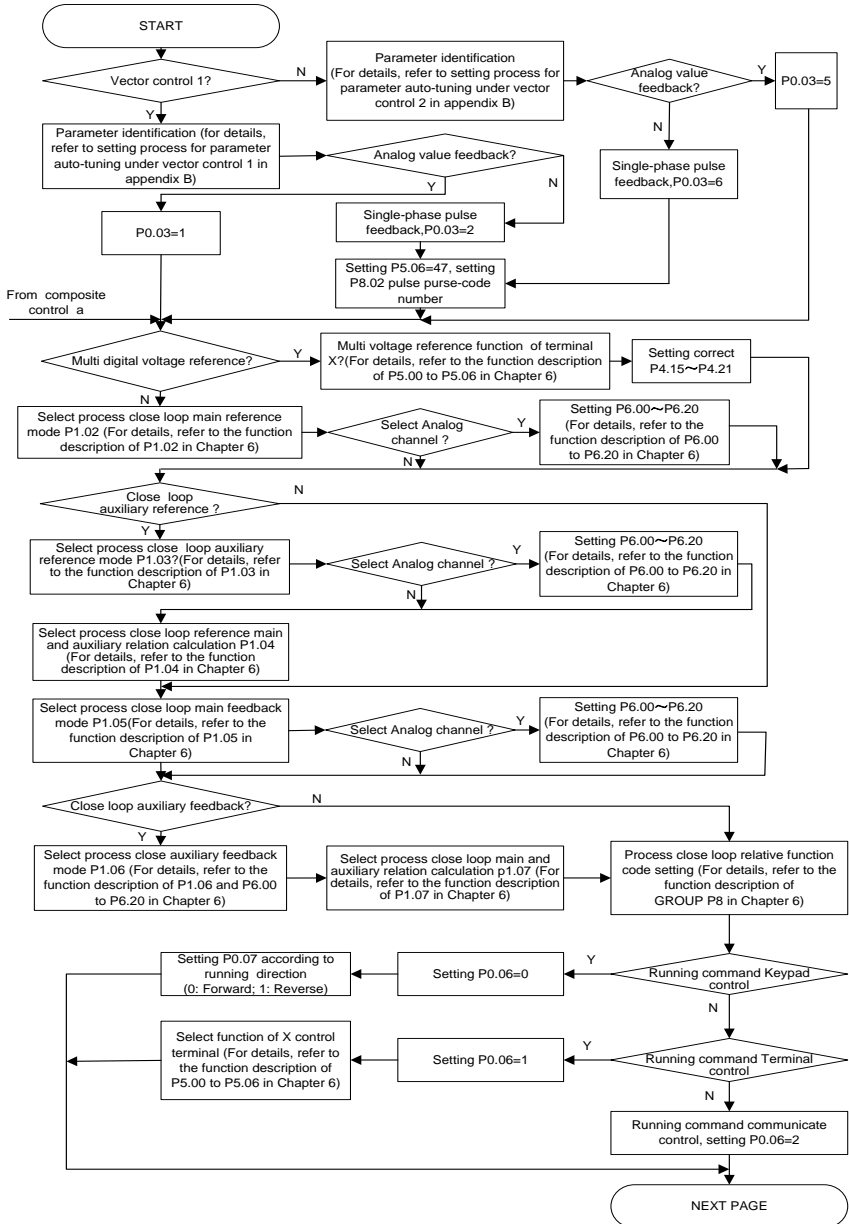 START
Vector control 1?
N
Y
Parameter identification
(For details, refer to setting process for
parameter auto-tuning under vector
control 2 in appendix B)
Analog value
feedback?
Y
N
P0.03=5
Parameter identification (for details,
refer to setting process for parameter
auto-tuning under vector control 1 in
appendix B)
Analog value feedback?
Y
N
Single-phase pulse
feedback,P0.03=6
P0.03=1
Single-phase pulse
feedback,P0.03=2
Setting P5.06=47, setting
P8.02 pulse purse-code
number
From composite
control a
Multi digital voltage reference?
Y
N
Multi voltage reference function of terminal
X?(For details, refer to the function description
of P5.00 to P5.06 in Chapter 6)
Setting correct
P4.15～P4.21
Select process close loop main reference
mode P1.02 (For details, refer to the function
description of P1.02 in Chapter 6)
Select Analog
channel ?
Y
N
Setting P6.00～P6.20
(For details, refer to the
function description of P6.00
to P6.20 in Chapter 6)
Close loop
auxiliary reference ?
N
Y
Select process close loop auxiliary
reference mode P1.03?(For details, refer
to the function description of P1.03 in
Chapter 6)
Select Analog channel ?
Y
N
Setting P6.00～P6.20
(For details, refer to the function
description of P6.00 to P6.20 in Chapter
6)
Select process close loop reference main
and auxiliary relation calculation P1.04
(For details, refer to the function
description of P1.04 in Chapter 6)
Select process close loop main feedback
mode P1.05(For details, refer to the
function description of P1.05 in
Chapter 6)
Select Analog channel ?
Y
N
Setting P6.00～P6.20
(For details, refer to the function
description of P6.00 to P6.20 in Chapter
6)
Close loop auxiliary feedback?
N
Y
Select process close auxiliary feedback
mode P1.06 (For details, refer to the
function description of P1.06 and P6.00
to P6.20 in Chapter 6)
Select process close loop main and
auxiliary relation calculation p1.07 (For
details, refer to the function description
of P1.07 in Chapter 6)
Process close loop relative function
code setting (For details, refer to the
function description of
GROUP P8 in Chapter 6)
Setting P0.07 according to
running direction
(0: Forward; 1: Reverse)
Setting P0.06=0
Y
Running command Keypad
control
N
Select function of X control
terminal (For details, refer to
the function description of
P5.00 to P5.06 in Chapter 6)
Setting P0.06=1
Y
Running command Terminal
control
N
Running command communicate
control, setting P0.06=2
NEXT PAGE